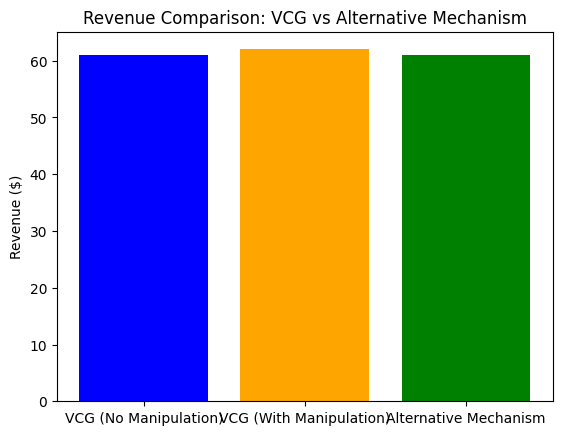 Revenue Comparison: VCG vs Alternative Mechanism
Revenue ($)
60
50
40
30
20
10
0
VCG (No Manipulation)
VCG (With Manipulation)
Alternative Mechanism